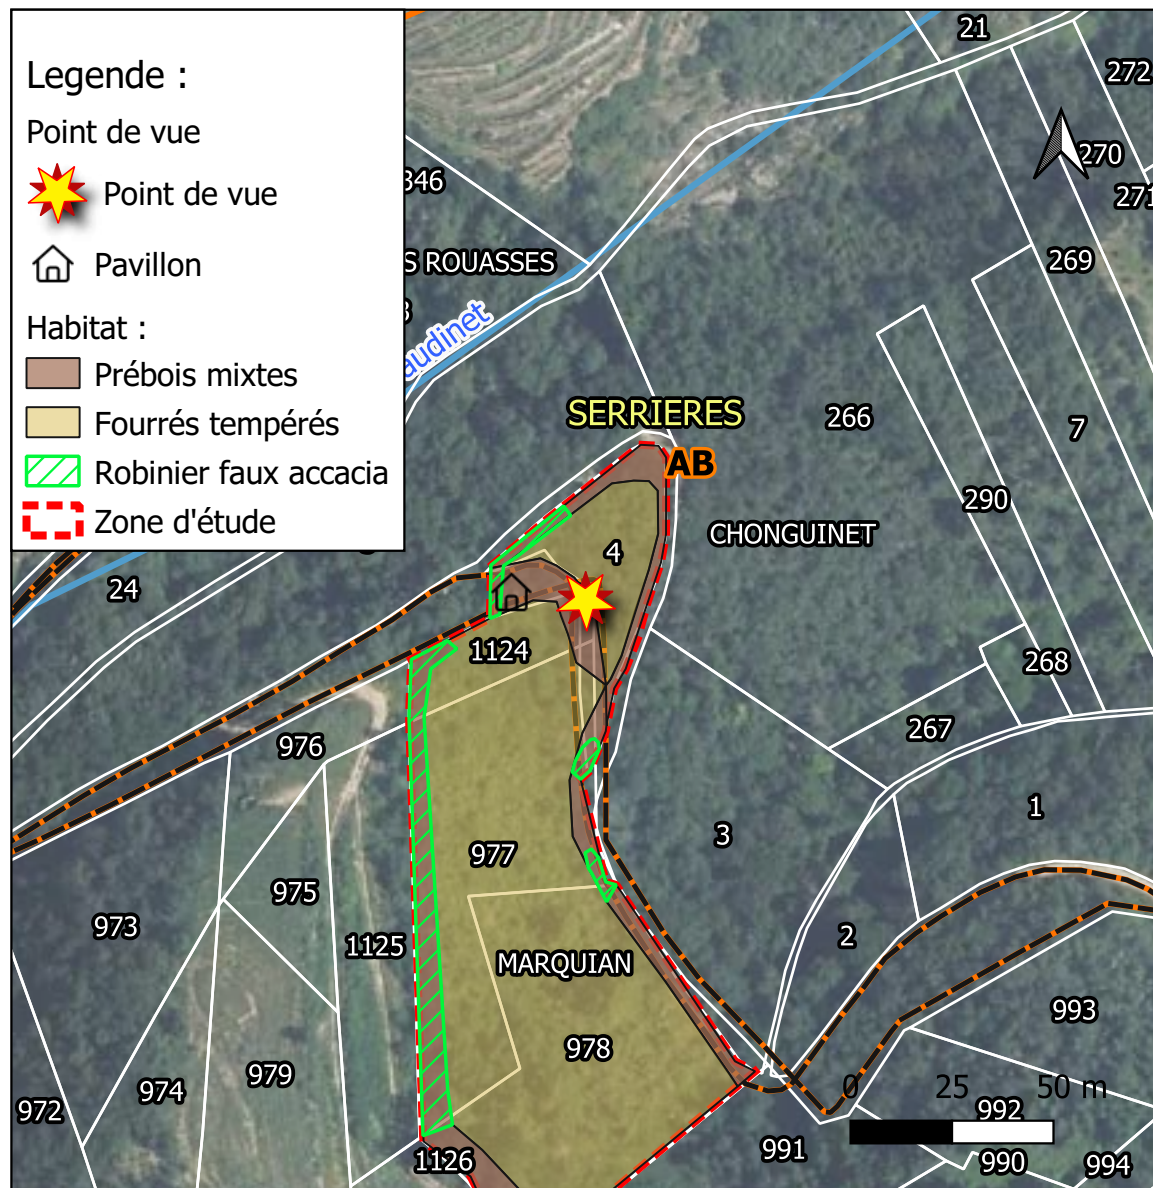 Legende :
Point de vue
Point de vue
Pavillon
Habitat :
Prébois mixtes
Fourrés tempérés
Robinier faux accacia
Zone d'étude
21
272
270
271
346
S ROUASSES
269
audinet
SERRIERES
266
7
AB
290
CHONGUINET
4
24
1124
268
267
976
1
3
977
975
2
973
1125
MARQUIAN
993
978
979
974
972
0 25 50 m
992
991
990
994
1126